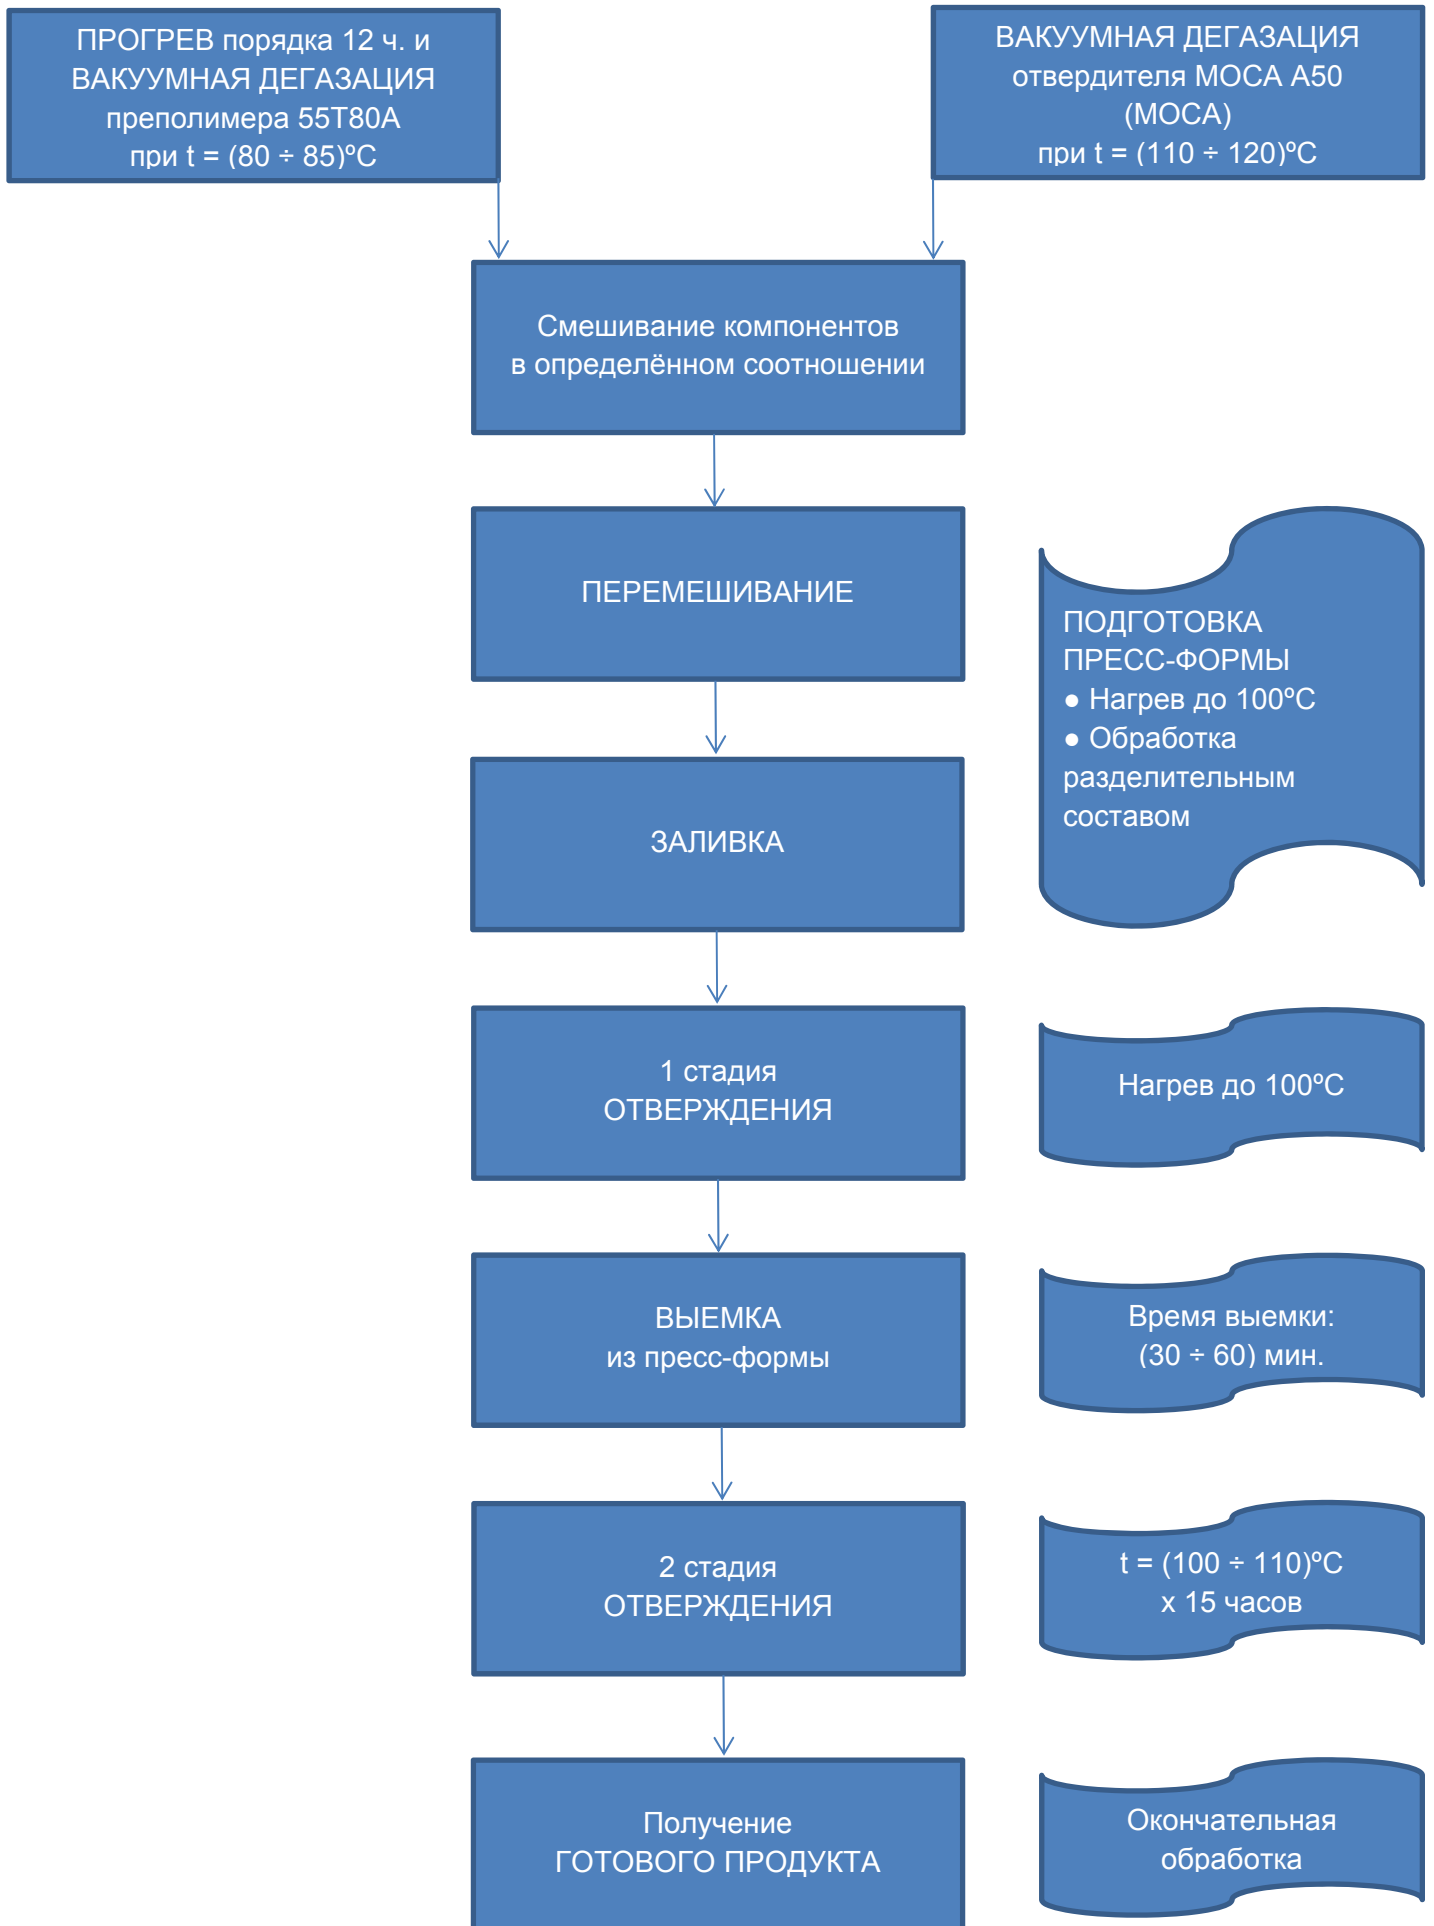 ПРОГРЕВ порядка 12 ч. и
ВАКУУМНАЯ ДЕГАЗАЦИЯ
преполимера 55Т80А
при t = (80 ÷ 85)ºС
ВАКУУМНАЯ ДЕГАЗАЦИЯ
отвердителя МОСА А50
(МОСА)
при t = (110 ÷ 120)ºС
Смешивание компонентов
в определённом соотношении
ПЕРЕМЕШИВАНИЕ
ПОДГОТОВКА
ПРЕСС-ФОРМЫ
● Нагрев до 100ºС
● Обработка
разделительным
составом
ЗАЛИВКА
1 стадия
ОТВЕРЖДЕНИЯ
Нагрев до 100ºС
ВЫЕМКА
из пресс-формы
Время выемки:
(30 ÷ 60) мин.
2 стадия
ОТВЕРЖДЕНИЯ
t = (100 ÷ 110)ºС
х 15 часов
Получение
ГОТОВОГО ПРОДУКТА
Окончательная
обработка